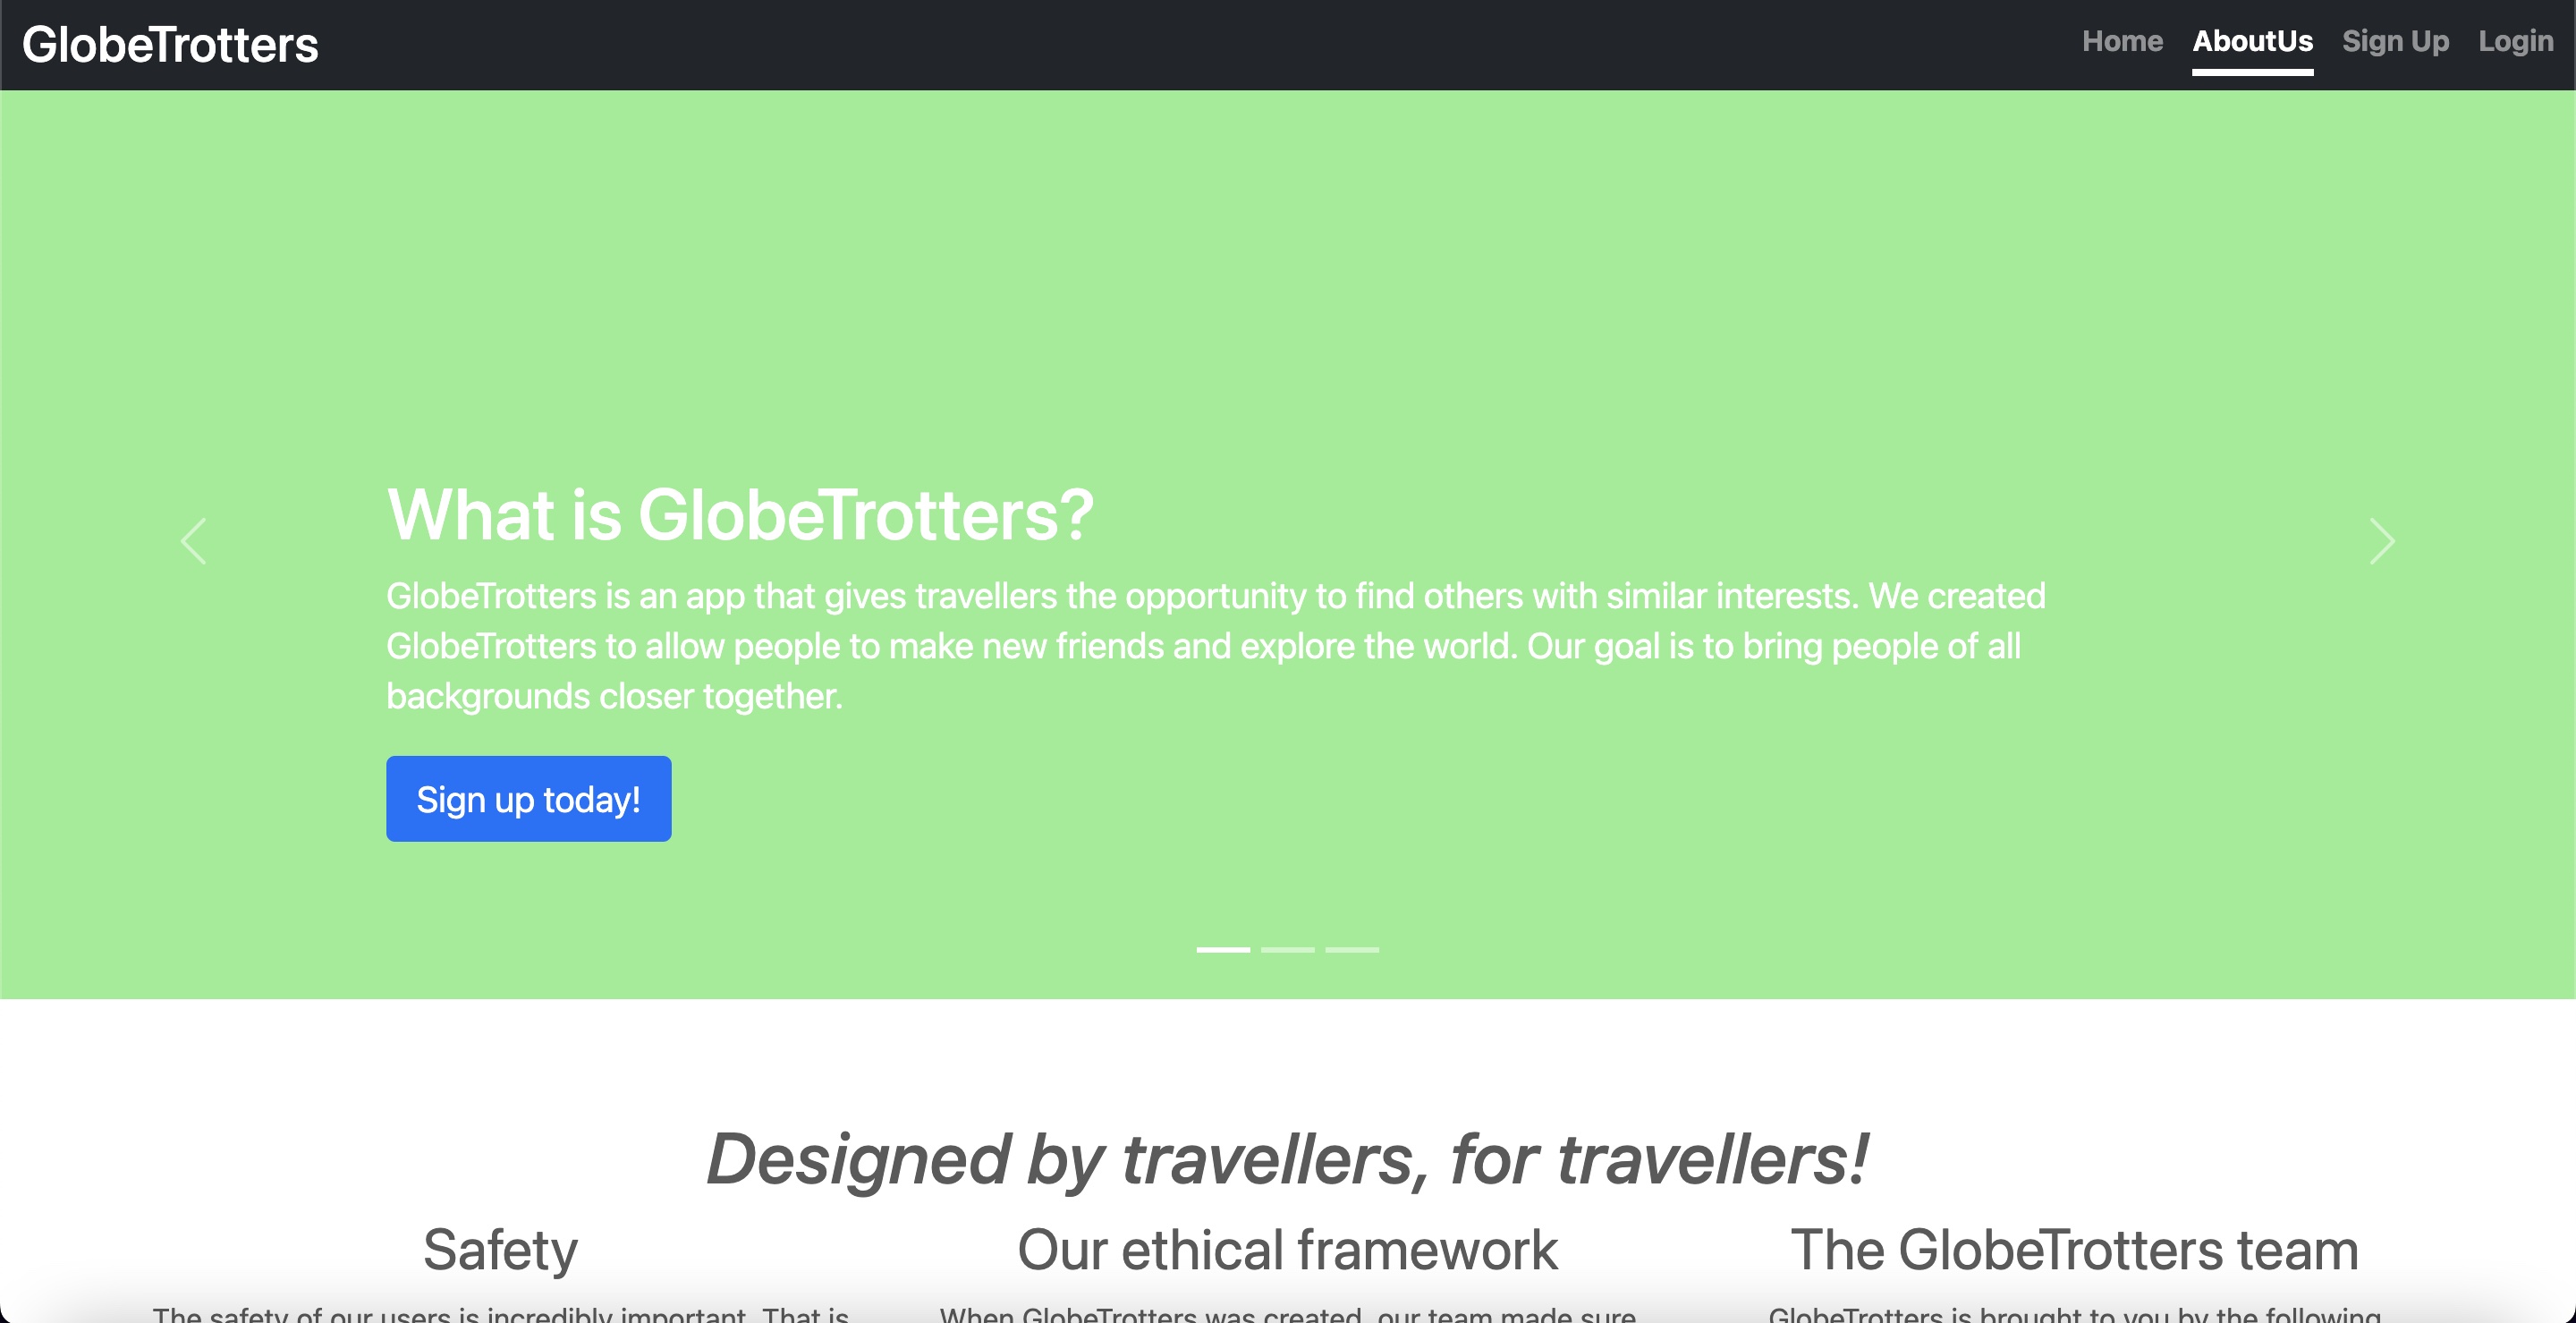 GlobeTrotters
Home AboutUs Sign Up Login
What is GlobeTrotters?
GlobeTrotters is an app that gives travellers the opportunity to find others with similar interests. We created
GlobeTrotters to allow people to make new friends and explore the world. Our goal is to bring people of all
backgrounds closer together.
Sign up today!
Designed by travellers, for travellers!
Safety
The safety of our users is incredibly important. That is
Our ethical framework
When GlobeTrotters was created, our team made sure
The GlobeTrotters team
GlobeTrotters is brought to you by the following